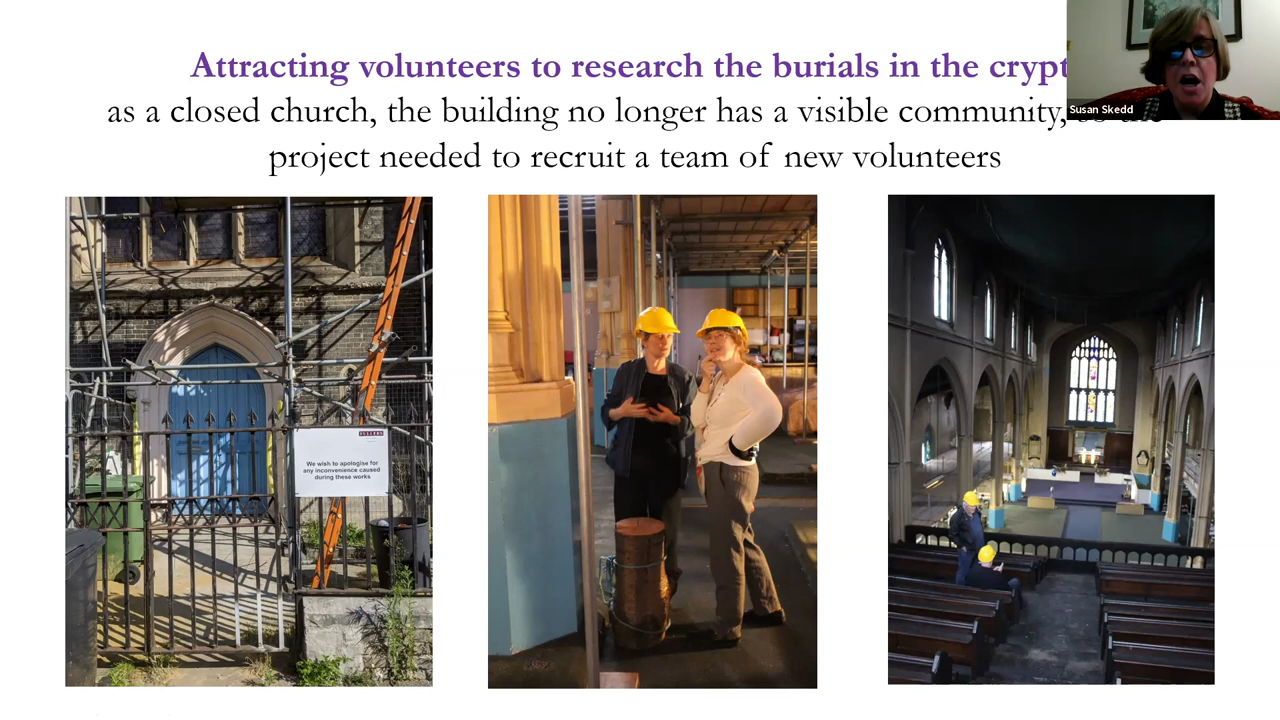 Attracting volunteers to research the burials in the crypt
as a closed church, the building no longer has a visible community, so the
project needed to recruit a team of new volunteers
Susan Skedd
We wish to apologise for
any inconvenience caused
during these works